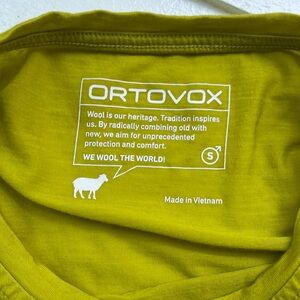 ORTOVOX
Wool is our heritage. Tradition inspires
us. By radically combining old with
new, we aim for unprecedented
protection and comfort.
WE WOOL THE WORLD!
S
Made in Vietnam